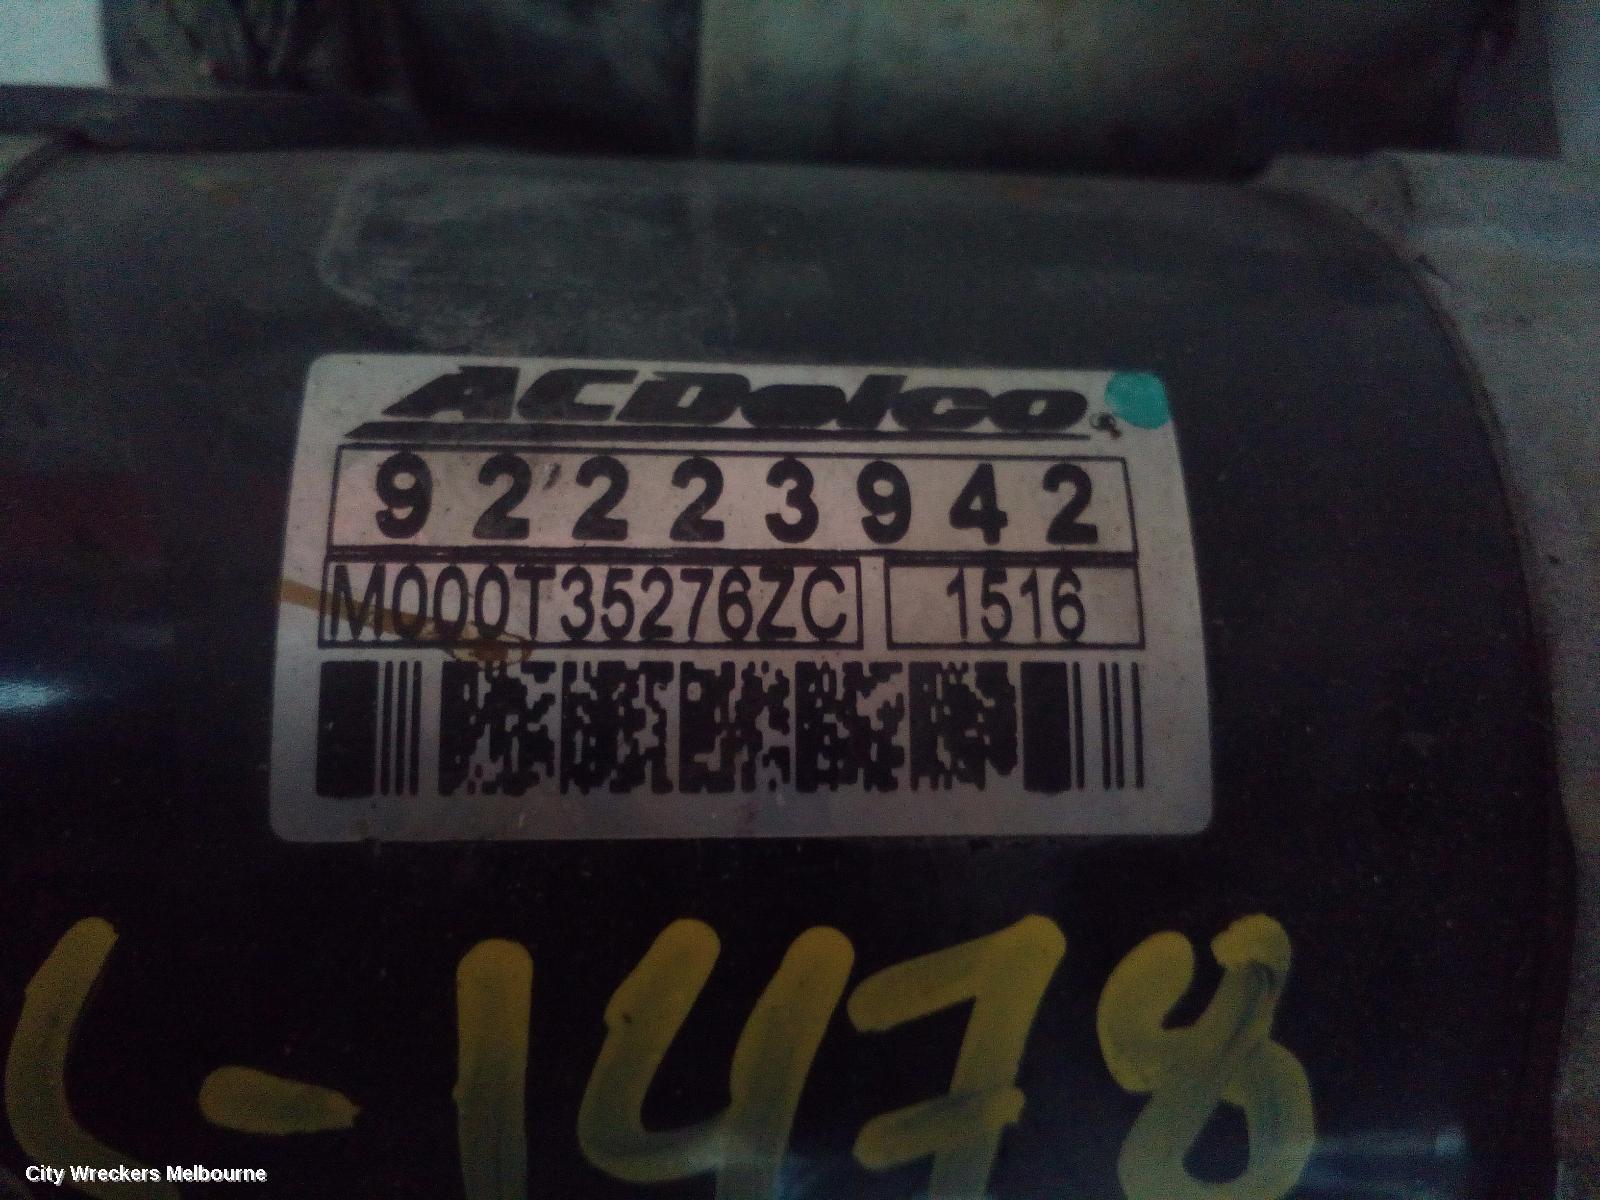 ACDelco
92223942
M000T35276ZC 1516
L-1478
City Wreckers Melbourne